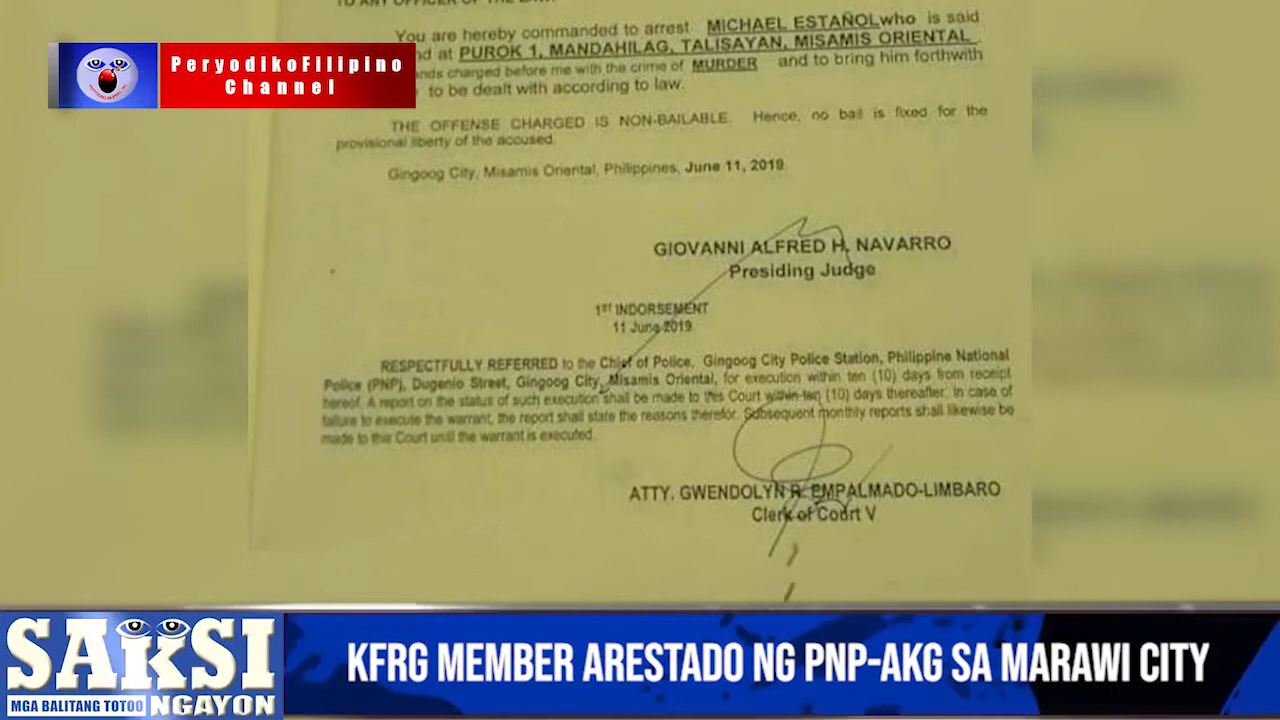 TO ANY OFFICER OF THE LAW:
You are hereby commanded to arrest MICHAEL ESTAÑOLwho is said
nd at PUROK 1, MANDAHILAG, TALISAYAN, MISAMIS ORIENTAL
nds charged before me with the crime of MURDER and to bring him forthwith
to be dealt with according to law.
PeryodikoFilipino
Channel
THE OFFENSE CHARGED IS NON-BAILABLE. Hence, no bail is fixed for the
provisional liberty of the accused.
Gingoog City, Misamis Oriental, Philippines, June 11, 2019.
GIOVANNI ALFRED H. NAVARRO
Presiding Judge
1ST INDORSEMENT
11 June 2019
RESPECTFULLY REFERRED to the Chief of Police, Gingoog City Police Station, Philippine National
Police (PNP), Dugenio Street, Gingoog City, Misamis Oriental, for execution within ten (10) days from receipt
hereof. A report on the status of such execution shall be made to this Court within ten (10) days thereafter. In case of
failure to execute the warrant, the report shall state the reasons therefor. Subsequent monthly reports shall likewise be
made to this Court until the warrant is executed.
ATTY. GWENDOLYN R. EMPALMADO-LIMBARO
Clerk of Court V
SAKSI
MGA BALITANG TOTOO NGAYON
KFRG MEMBER ARESTADO NG PNP-AKG SA MARAWI CITY